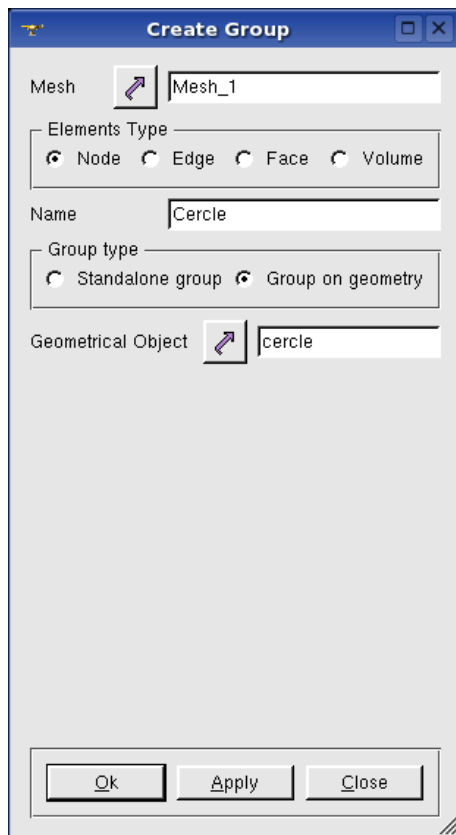 Create Group
Mesh Mesh_1
Elements Type
Node Edge Face Volume
Name Cercle
Group type
Standalone group Group on geometry
Geometrical Object cercle
Ok Apply Close